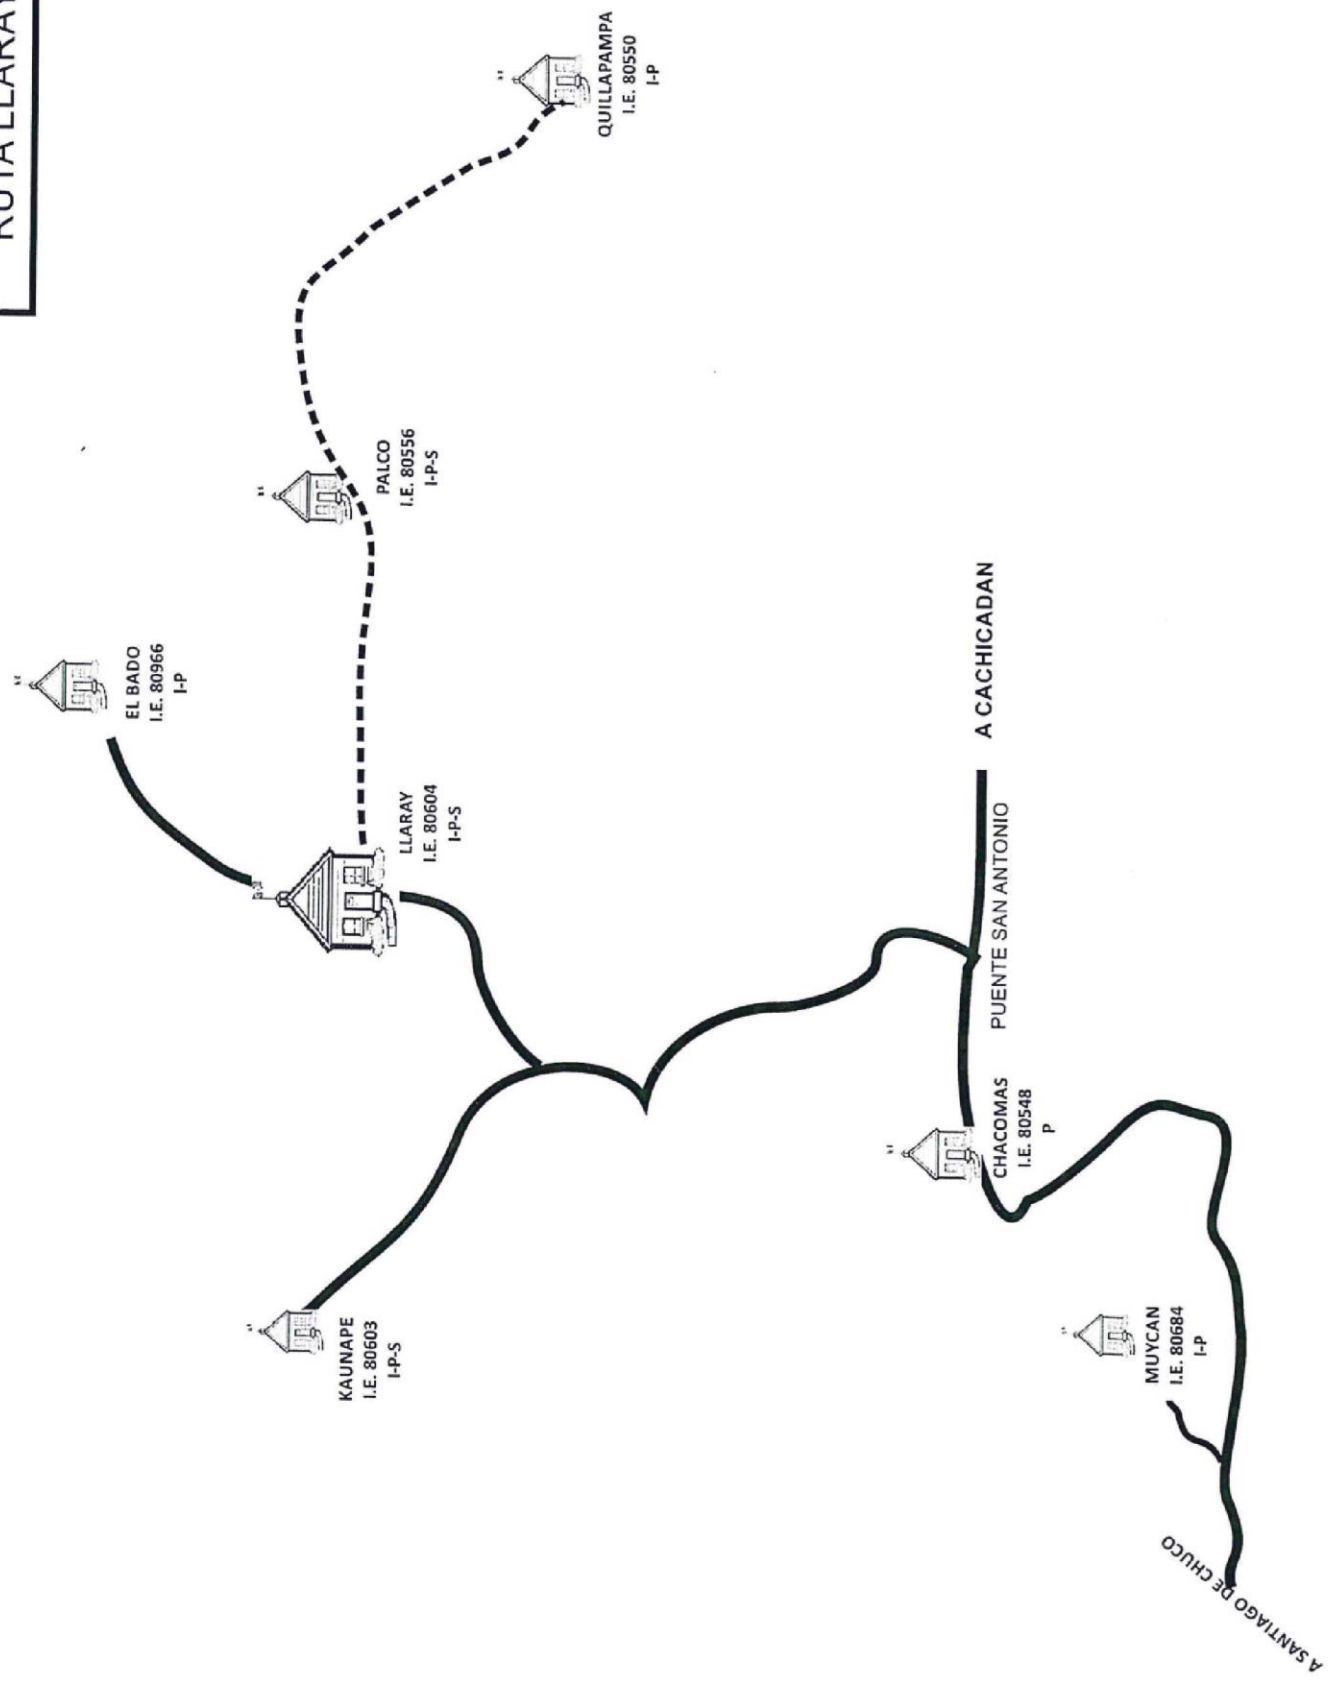 RUTA LLARAY
QUILLAPAMPA
I.E. 80550
I-P
PALCO
I.E. 80556
I-P-S
EL BADO
I.E. 80966
I-P
LLARAY
I.E. 80604
I-P-S
KAUNAPE
I.E. 80603
I-P-S
A CACHICADAN
PUENTE SAN ANTONIO
CHACOMAS
I.E. 80548
P
MUYCAN
I.E. 80684
I-P
A SANTIAGO DE CHUCO